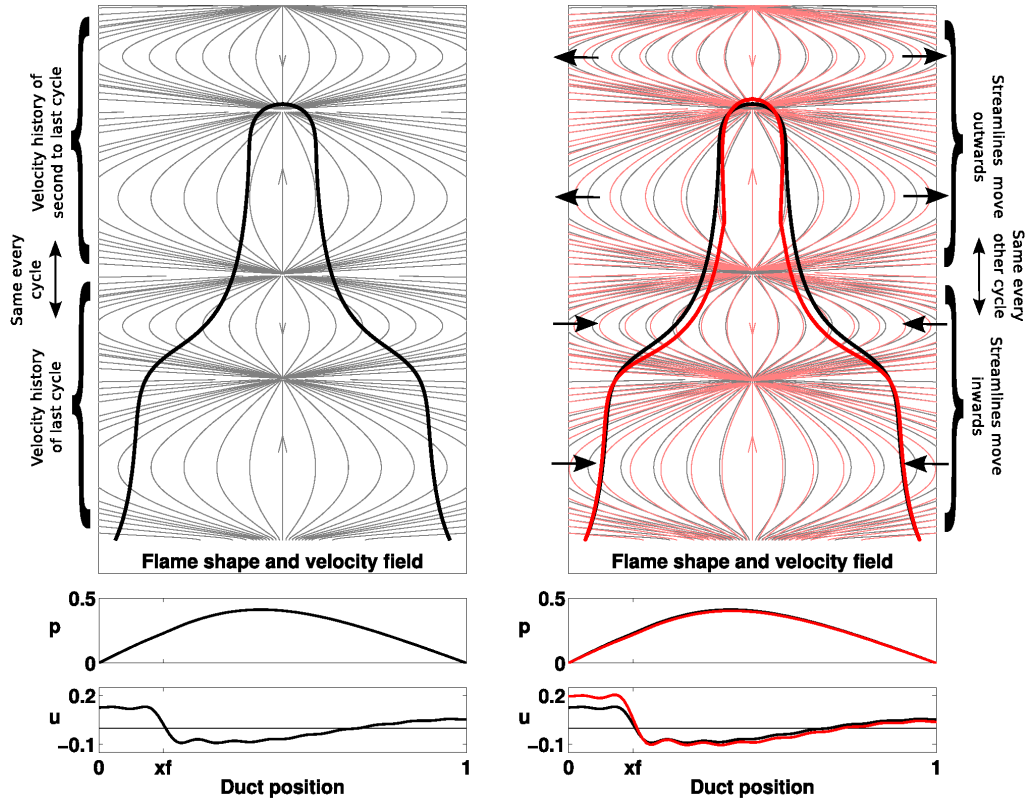 Velocity history of
second to last cycle
Same every
cycle
Velocity history
of last cycle
Flame shape and velocity field
0.5
p
0
0.2
u
−0.1
0
xf
1
Duct position
Streamlines move
outwards
Same every
other cycle
Streamlines move
inwards
Flame shape and velocity field
0.5
p
0
0.2
u
−0.1
0
xf
1
Duct position